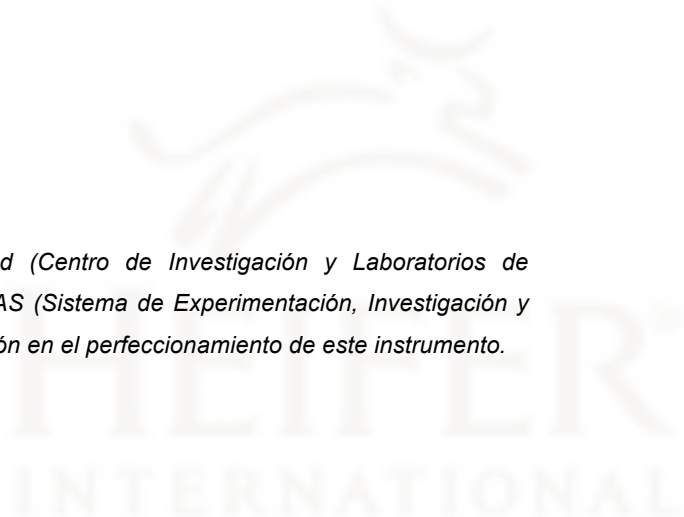 d (Centro de Investigación y Laboratorios de
AS (Sistema de Experimentación, Investigación y
ón en el perfeccionamiento de este instrumento.
HEIFER®
INTERNATIONAL